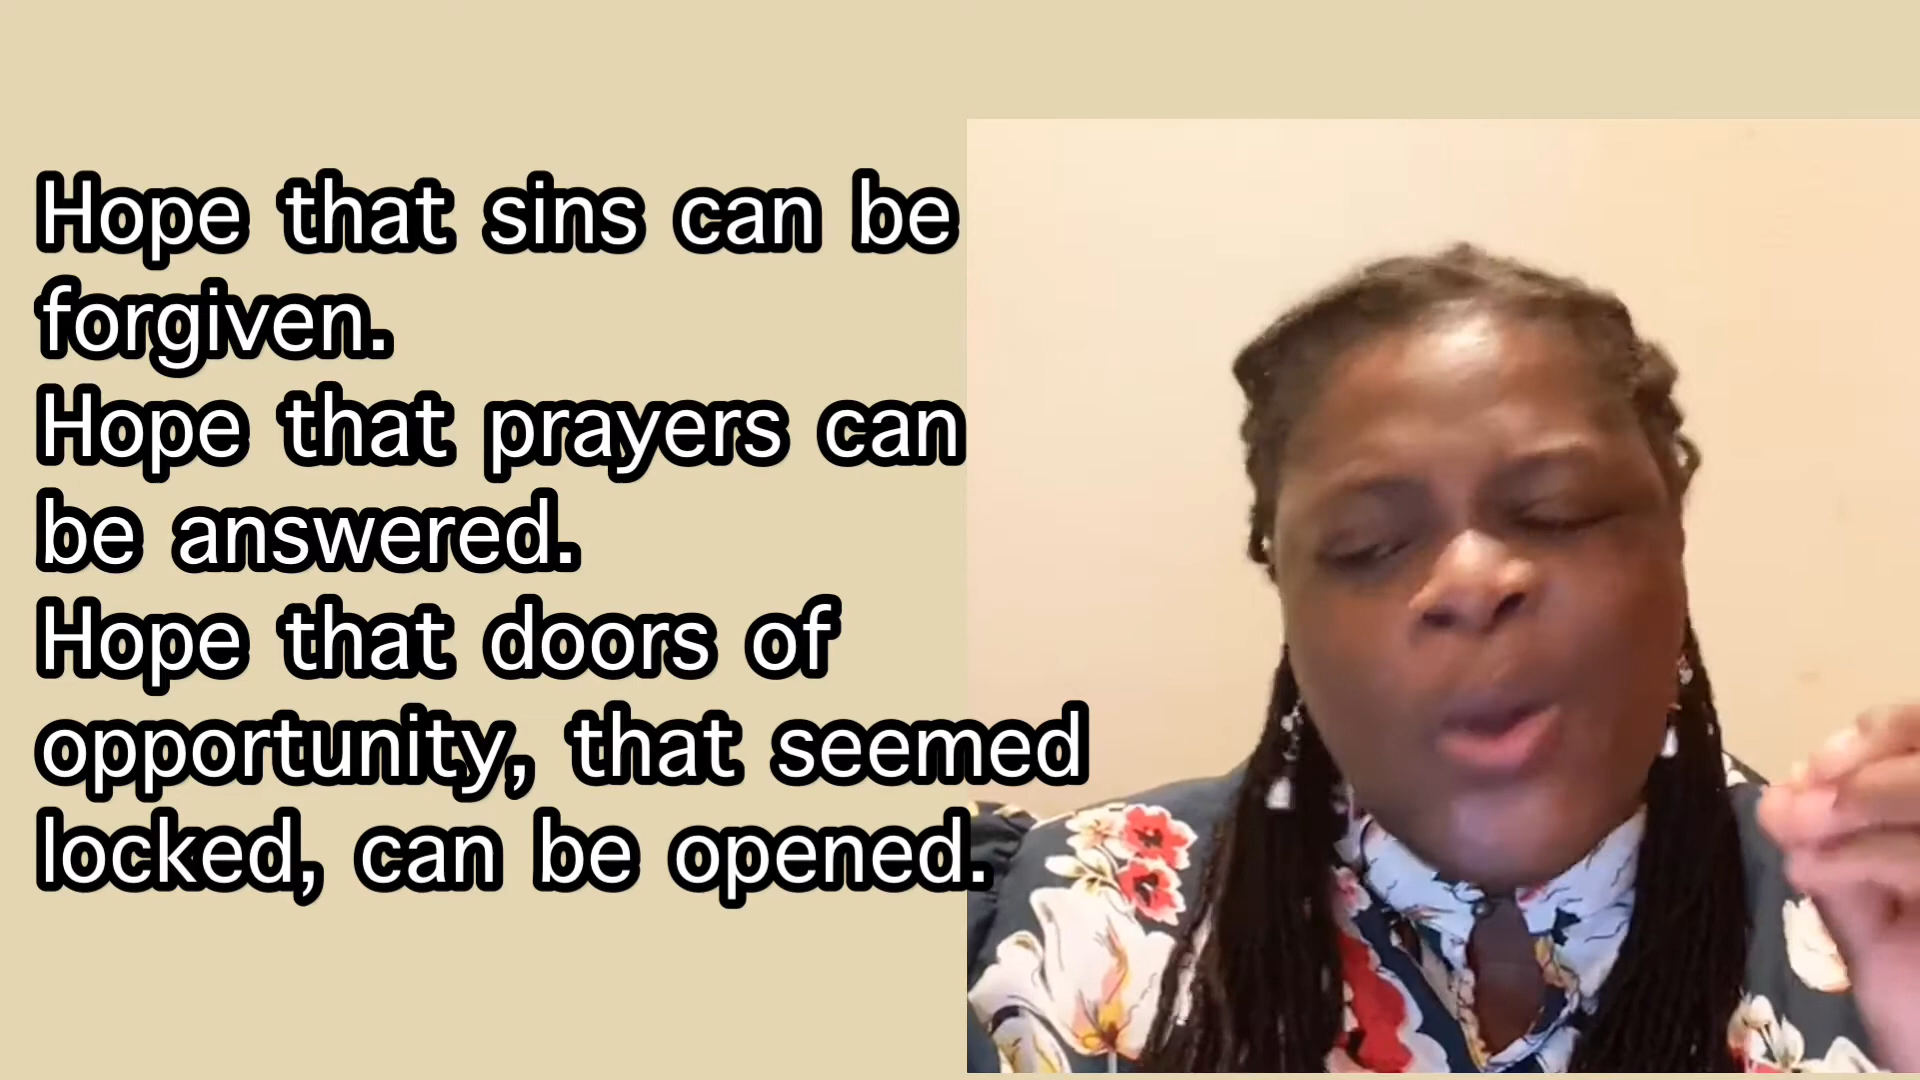 Hope that sins can be
forgiven.
Hope that prayers can
be answered.
Hope that doors of
opportunity, that seemed
locked, can be opened.